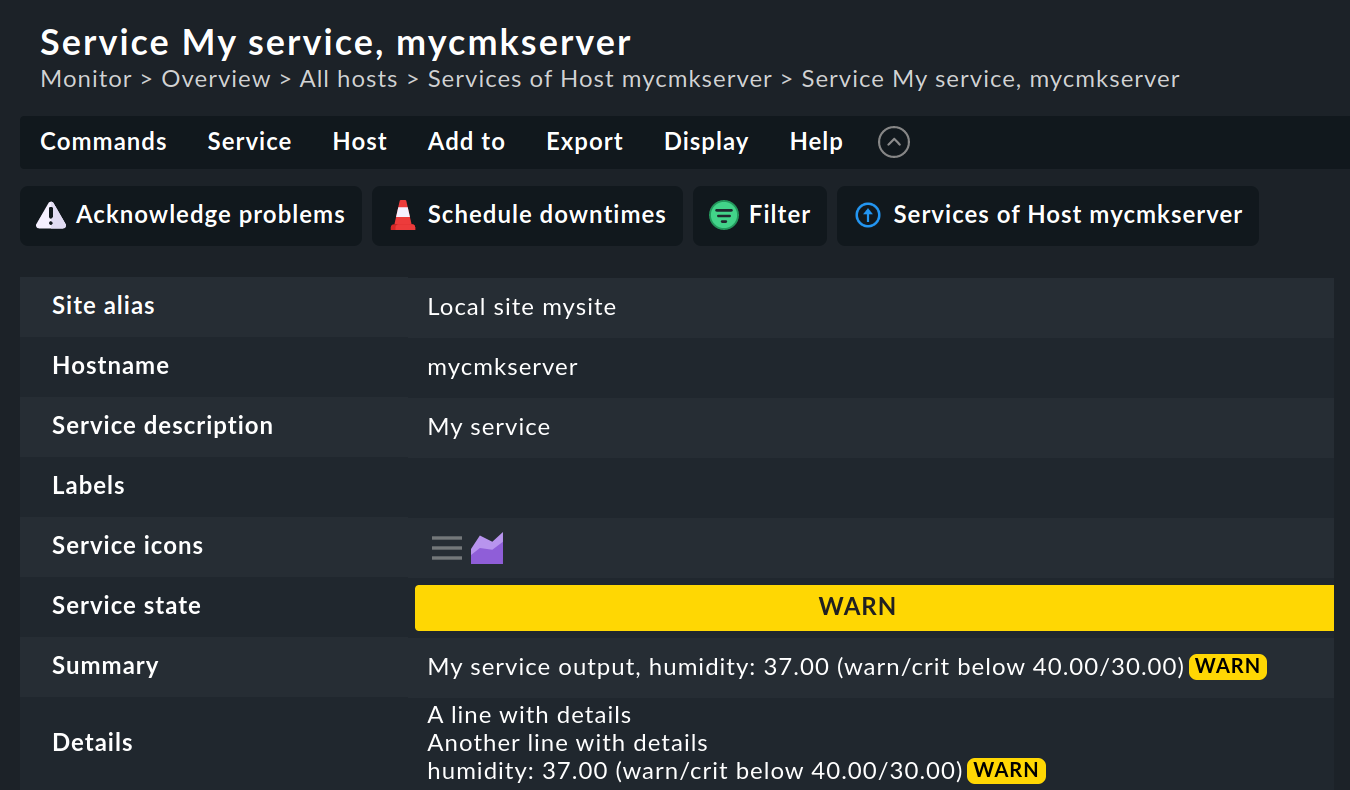 Service My service, mycmkserver
Monitor > Overview > All hosts > Services of Host mycmkserver > Service My service, mycmkserver
Commands Service Host Add to Export Display Help
Acknowledge problems Schedule downtimes Filter Services of Host mycmkserver
Site alias Local site mysite
Hostname mycmkserver
Service description My service
Labels
Service icons
Service state WARN
Summary My service output, humidity: 37.00 (warn/crit below 40.00/30.00) WARN
A line with details
Details Another line with details
humidity: 37.00 (warn/crit below 40.00/30.00) WARN